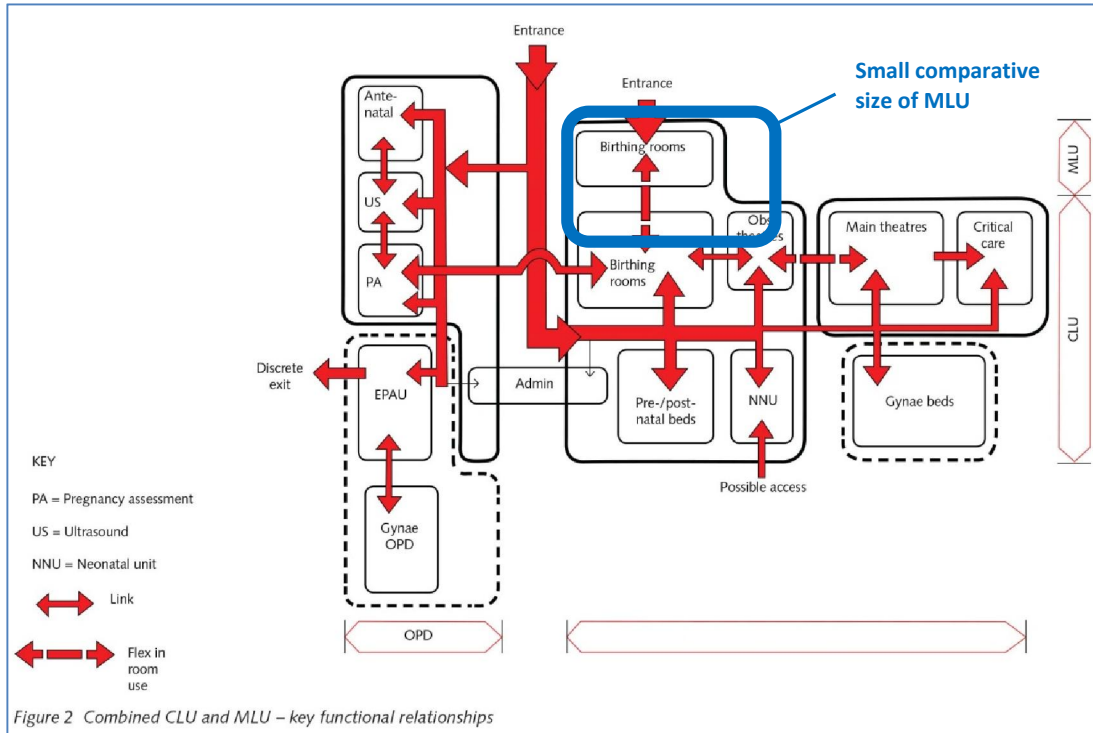 Entrance
Small comparative
size of MLU
Entrance
Ante-
natal
Birthing rooms
MLU
US
Obs
theatres
Main theatres
Critical
care
PA
Birthing
rooms
CLU
Discrete
exit
EPAU
Admin
Pre-/post-
natal beds
NNU
Gynae beds
KEY
Possible access
PA = Pregnancy assessment
US = Ultrasound
Gynae
OPD
NNU = Neonatal unit
Link
OPD
Flex in
room
use
Figure 2 Combined CLU and MLU – key functional relationships